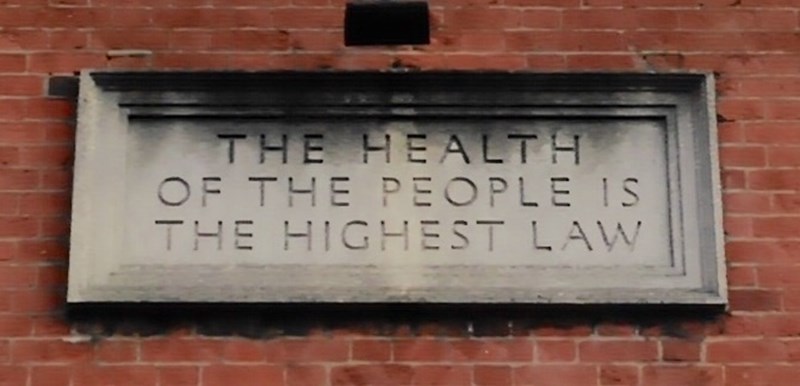 THE HEALTH
OF THE PEOPLE IS
THE HIGHEST LAW